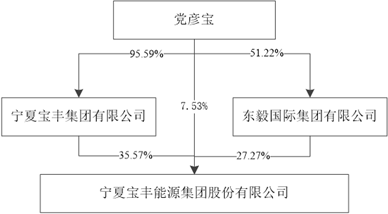 党彦宝
95.59%
51.22%
宁夏宝丰集团有限公司
7.53%
东毅国际集团有限公司
35.57%
27.27%
宁夏宝丰能源集团股份有限公司